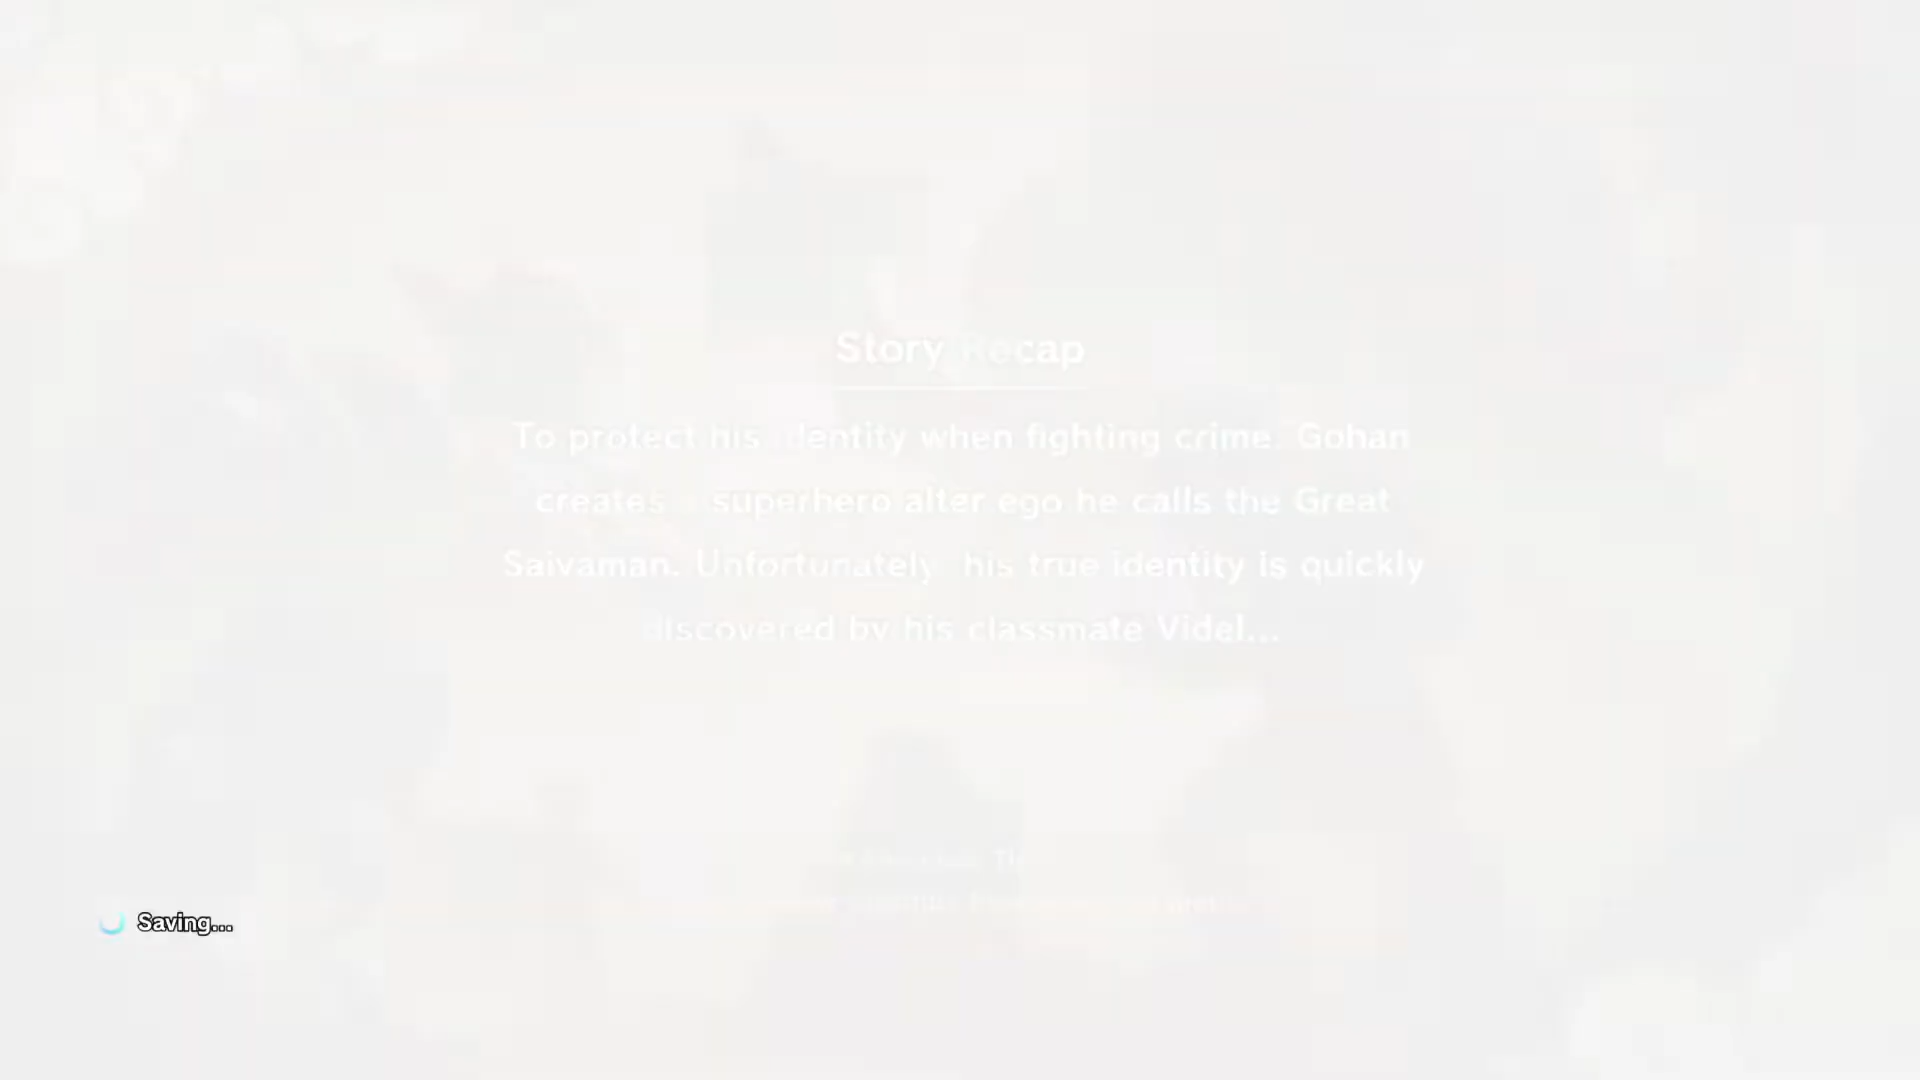 Story Recap
To protect his identity when fighting crime, Gohan
creates a superhero alter ego he calls the Great
Saiyaman. Unfortunately, his true identity is quickly
discovered by his classmate Videl...
Saving...